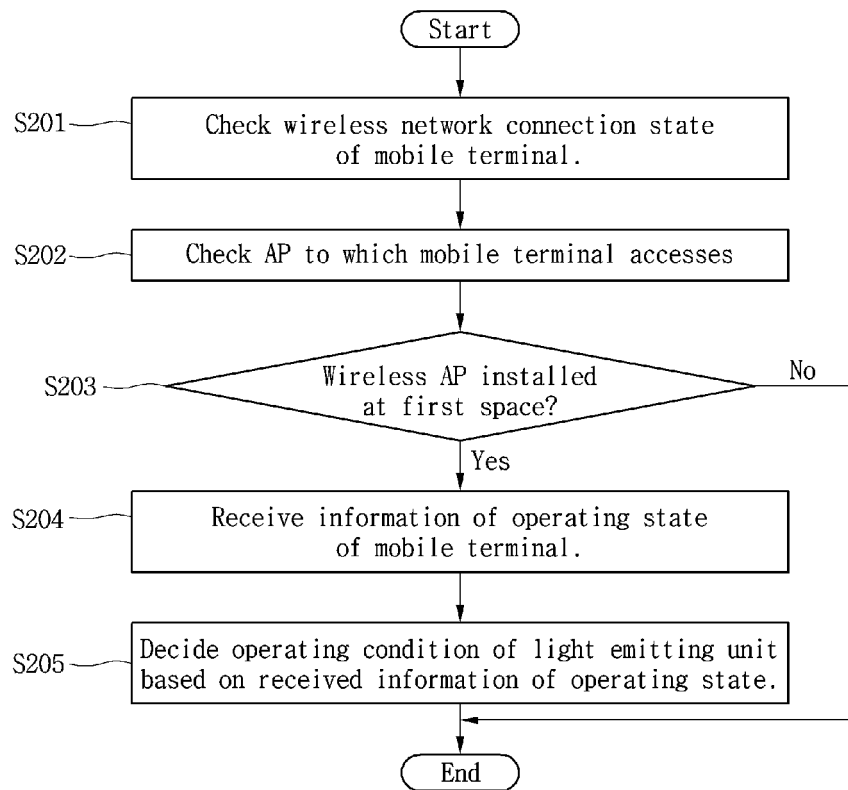 Start
S201
Check wireless network connection state
of mobile terminal.
S202
Check AP to which mobile terminal accesses
S203
Wireless AP installed
at first space?
No
Yes
S204
Receive information of operating state
of mobile terminal.
S205
Decide operating condition of light emitting unit
based on received information of operating state.
End